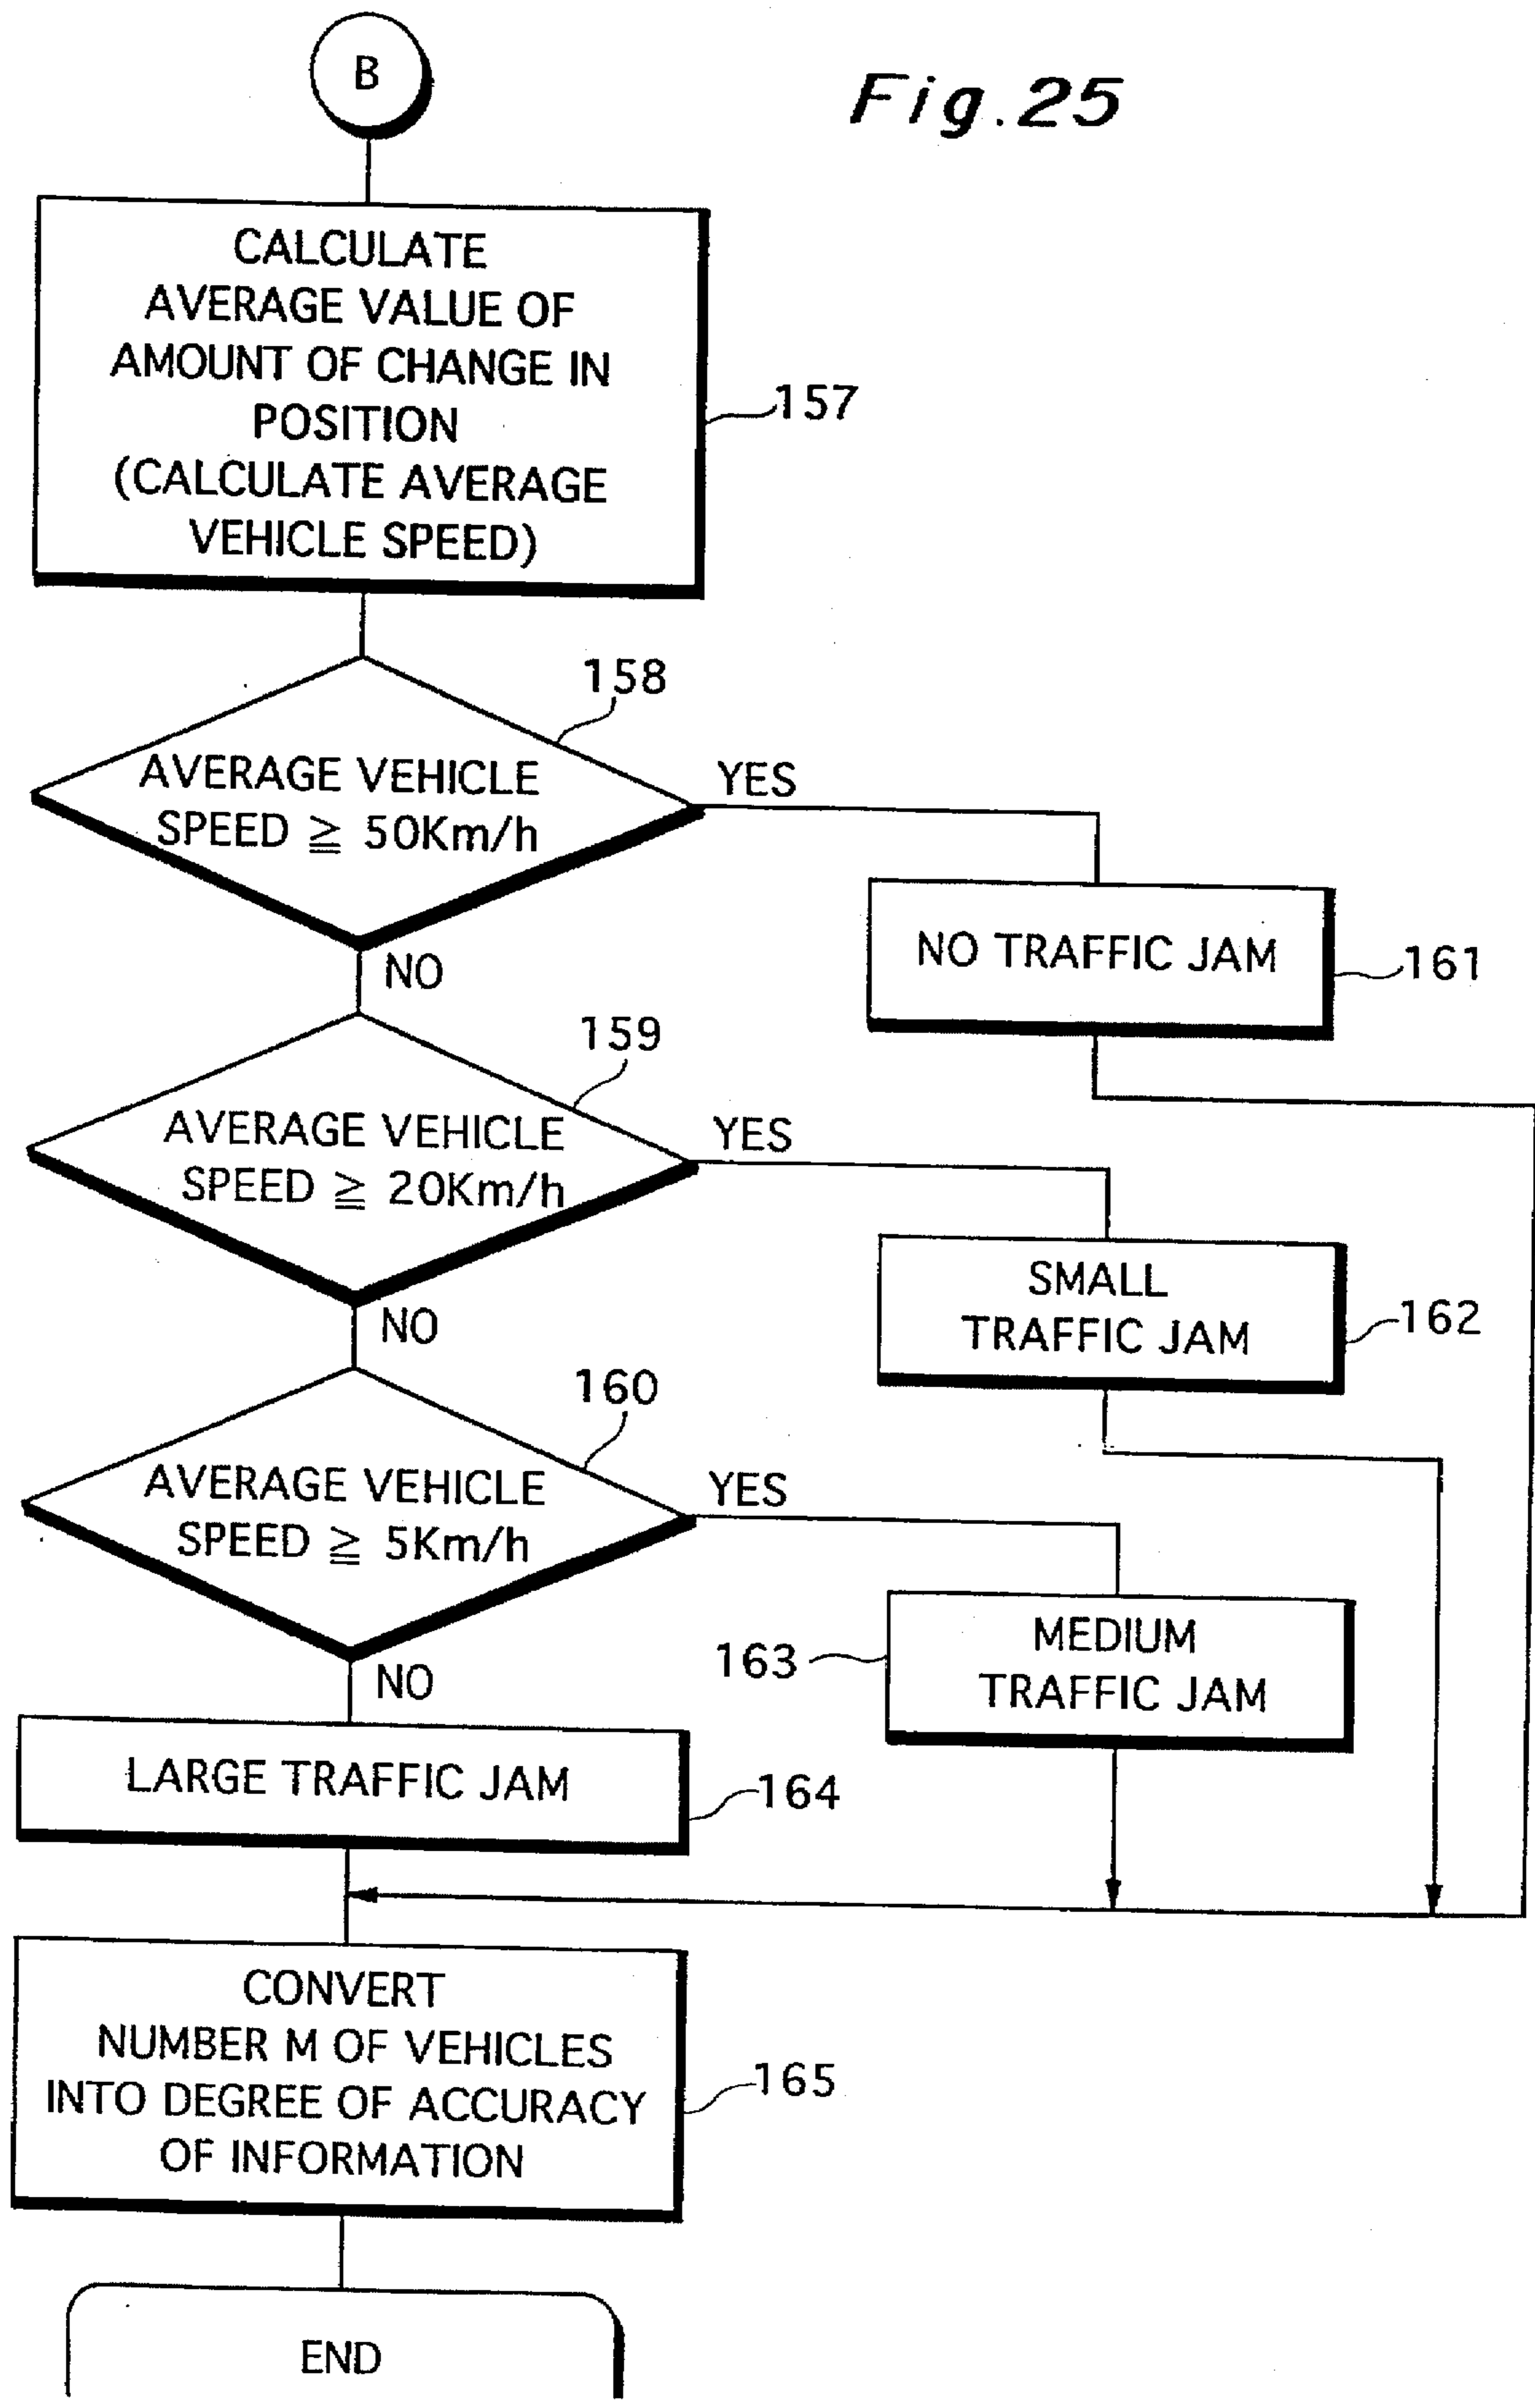 B
Fig. 25
CALCULATE
AVERAGE VALUE OF
AMOUNT OF CHANGE IN
POSITION
(CALCULATE AVERAGE
VEHICLE SPEED)
157
158
AVERAGE VEHICLE
SPEED ≧ 50Km/h
YES
NO
NO TRAFFIC JAM
161
159
AVERAGE VEHICLE
SPEED ≧ 20Km/h
YES
NO
SMALL
TRAFFIC JAM
162
160
AVERAGE VEHICLE
SPEED ≧ 5Km/h
YES
NO
MEDIUM
TRAFFIC JAM
163
LARGE TRAFFIC JAM
164
CONVERT
NUMBER M OF VEHICLES
INTO DEGREE OF ACCURACY
OF INFORMATION
165
END